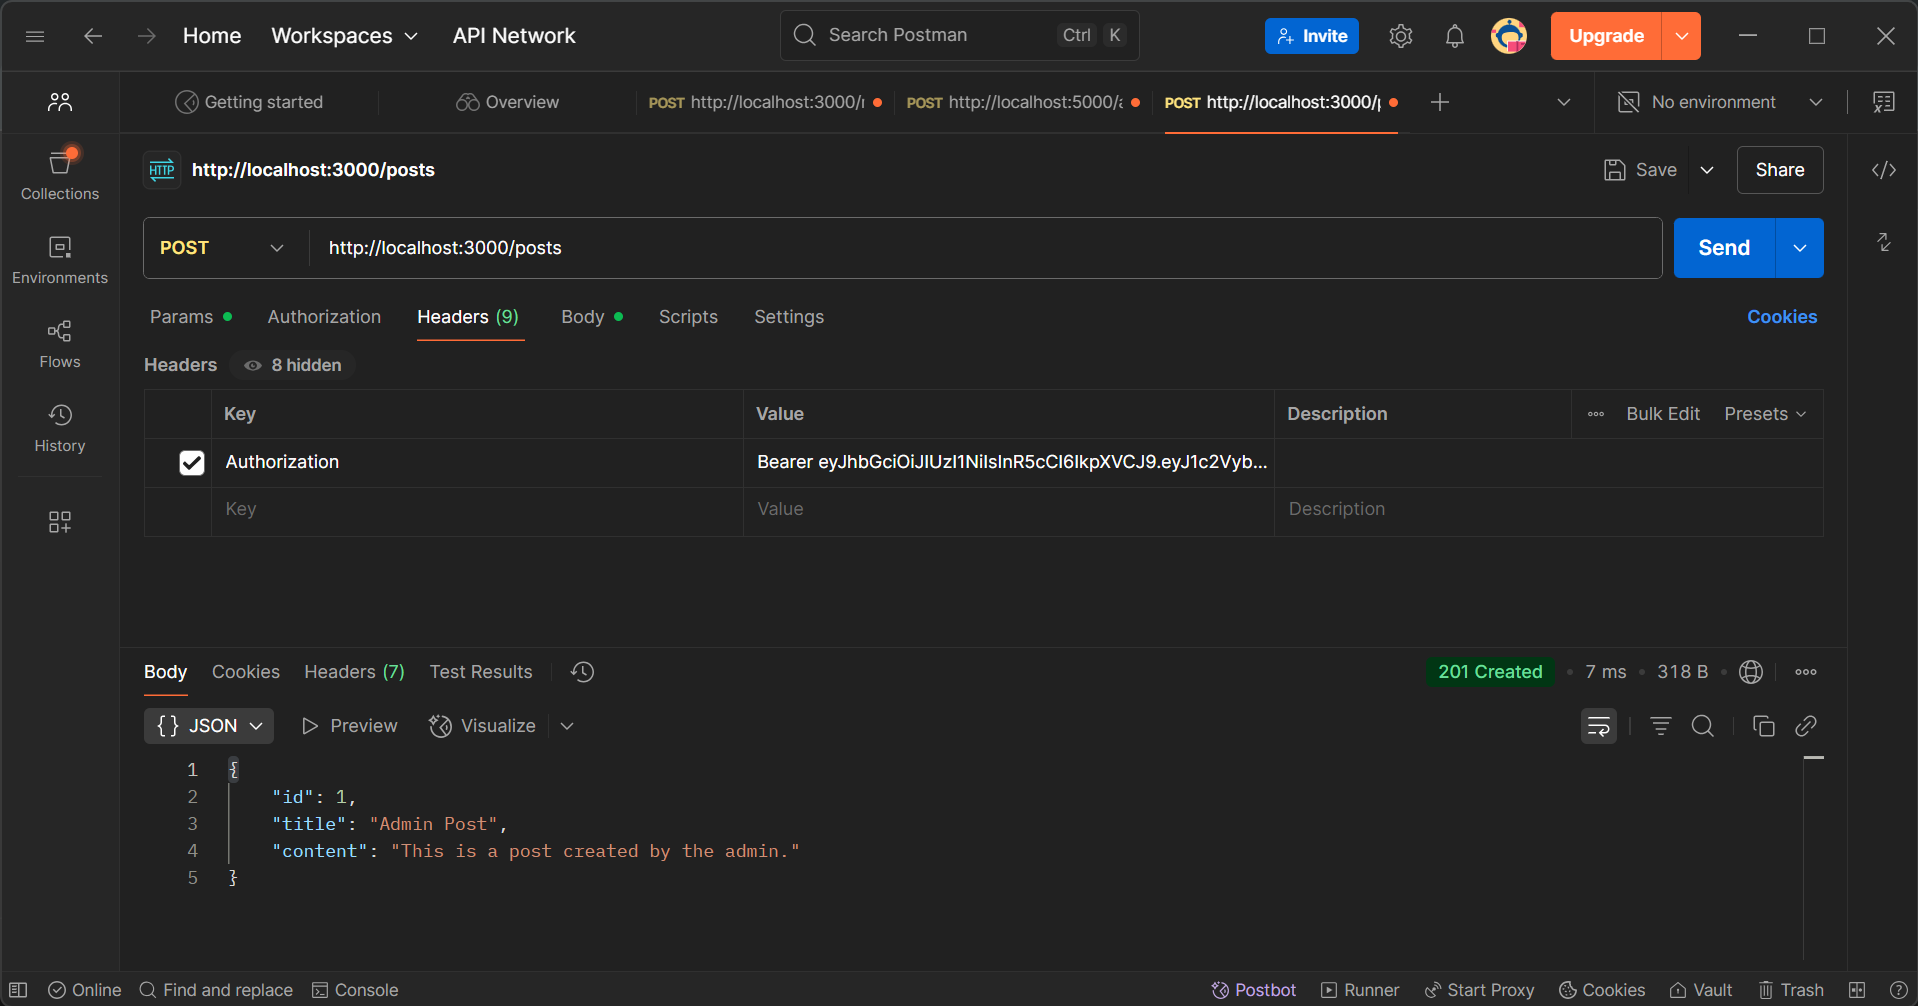 Home Workspaces API Network Search Postman Ctrl K Invite Upgrade
Getting started Overview POST http://localhost:3000/r POST http://localhost:5000/a POST http://localhost:3000/p No environment
HTTP http://localhost:3000/posts Save Share
Collections
POST http://localhost:3000/posts Send
Environments
Params Authorization Headers (9) Body Scripts Settings Cookies
Flows
Headers 8 hidden
Key Value Description Bulk Edit Presets
History
Authorization Bearer eyJhbGciOiJIUzI1NiIsInR5cCI6IkpXVCJ9.eyJ1c2Vyb...
Key Value Description
Body Cookies Headers (7) Test Results 201 Created • 7 ms • 318 B
{} JSON Preview Visualize
1 {
2 "id": 1,
3 "title": "Admin Post",
4 "content": "This is a post created by the admin."
5 }
Online Find and replace Console Postbot Runner Start Proxy Cookies Vault Trash